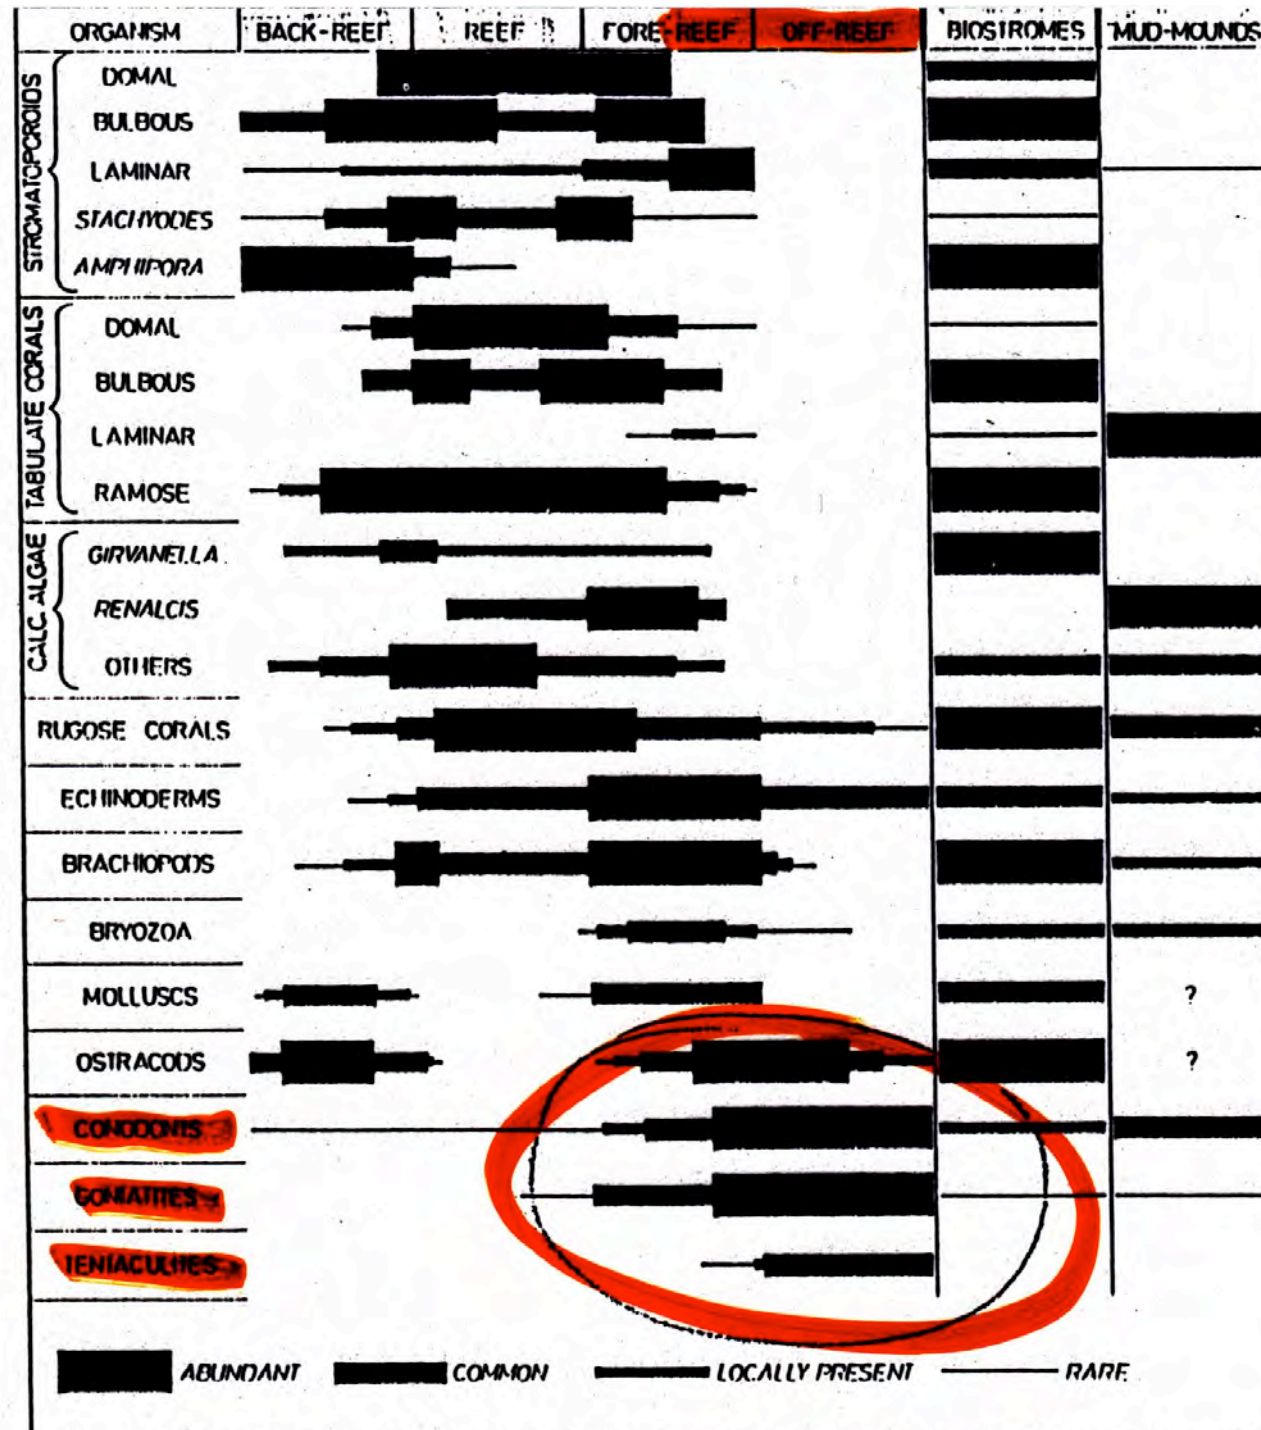 ORGANISM BACK-REEF REEF FORE-REEF OFF-REEF BIOSTROMES MUD-MOUNDS
STROMATOPOROIDS
DOMAL
BULBOUS
LAMINAR
STACHYODES
AMPHIPORA
TABULATE CORALS
DOMAL
BULBOUS
LAMINAR
RAMOSE
CALC. ALGAE
GIRVANELLA
RENALCIS
OTHERS
RUGOSE CORALS
ECHINODERMS
BRACHIOPODS
BRYOZOA
MOLLUSCS ?
OSTRACODS ?
CONODONTS
GONIATITES
TENTACULITES
ABUNDANT COMMON LOCALLY PRESENT RARE